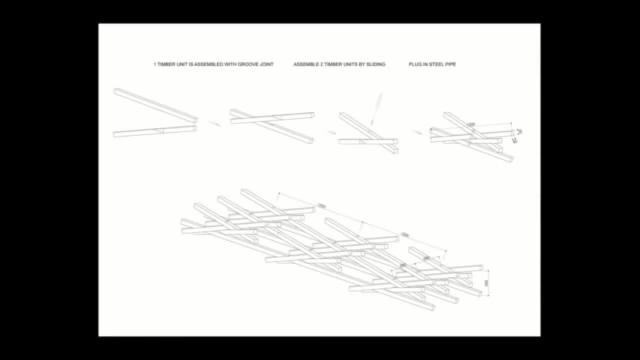 1 TIMBER UNIT IS ASSEMBLED WITH GROOVE JOINT
ASSEMBLE 2 TIMBER UNITS BY SLIDING
PLUG IN STEEL PIPE